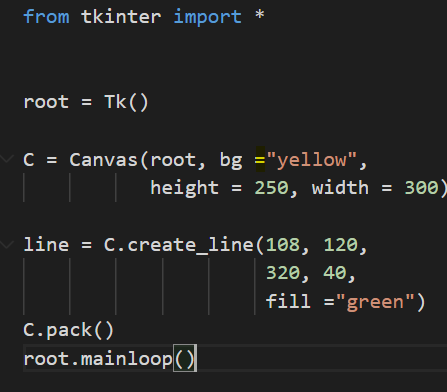 from tkinter import *
root = Tk()
C = Canvas(root, bg ="yellow",
height = 250, width = 300)
line = C.create_line(108, 120,
320, 40,
fill ="green")
C.pack()
root.mainloop()